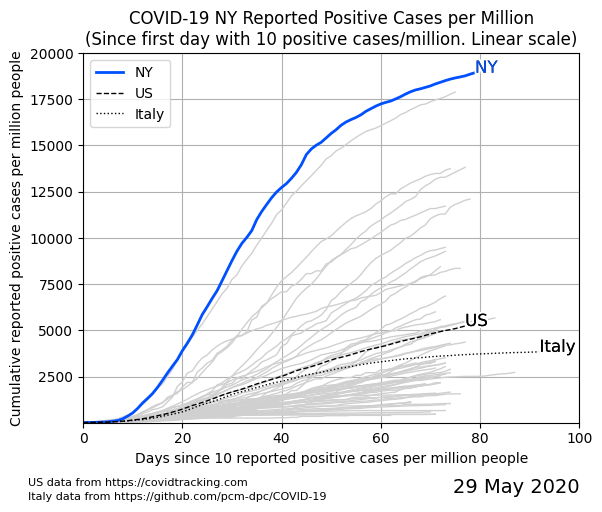 COVID-19 NY Reported Positive Cases per Million
(Since first day with 10 positive cases/million. Linear scale)
Cumulative reported positive cases per million people
20000
17500
15000
12500
10000
7500
5000
2500
NY
US
Italy
NY
US
Italy
0 20 40 60 80 100
Days since 10 reported positive cases per million people
US data from https://covidtracking.com
Italy data from https://github.com/pcm-dpc/COVID-19
29 May 2020